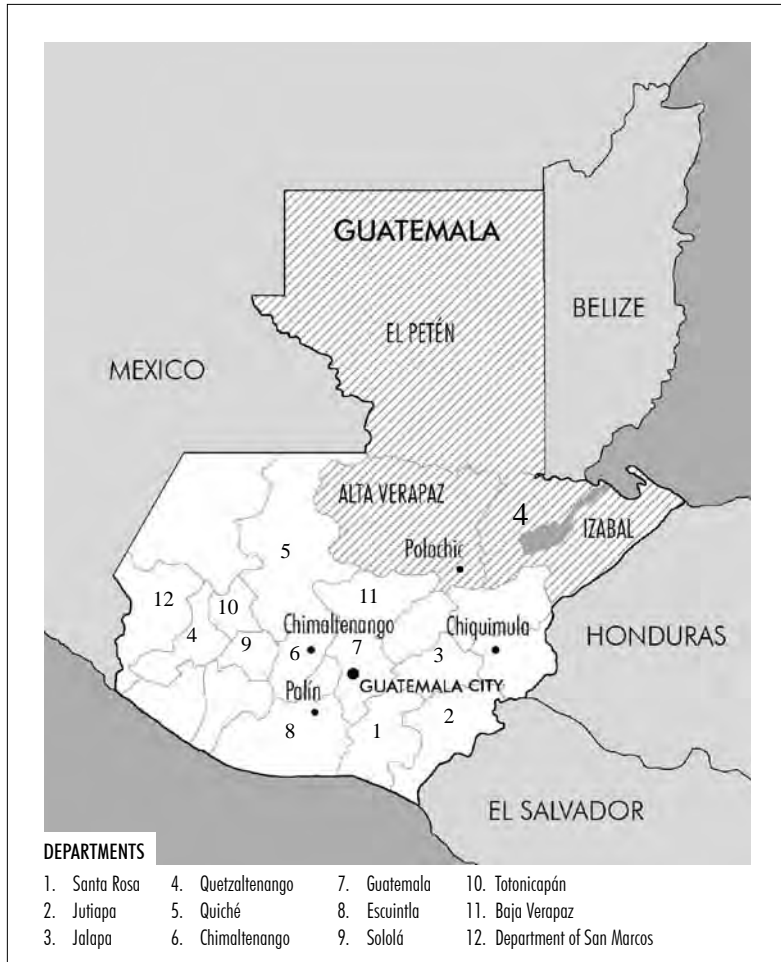 GUATEMALA
BELIZE
EL PETÉN
MEXICO
ALTA VERAPAZ
4
IZABAL
5
Polochic
12
10
11
4
9
Chimaltenango
6
7
3
Chiquimula
HONDURAS
Palín
GUATEMALA CITY
8
1
2
EL SALVADOR
DEPARTMENTS
1. Santa Rosa 4. Quetzaltenango 7. Guatemala 10. Totonicapán
2. Jutiapa 5. Quiché 8. Escuintla 11. Baja Verapaz
3. Jalapa 6. Chimaltenango 9. Sololá 12. Department of San Marcos